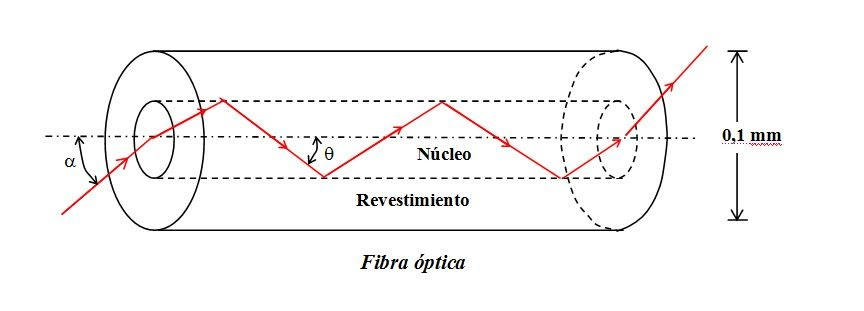 α
θ
Núcleo
Revestimiento
0,1 mm
Fibra óptica